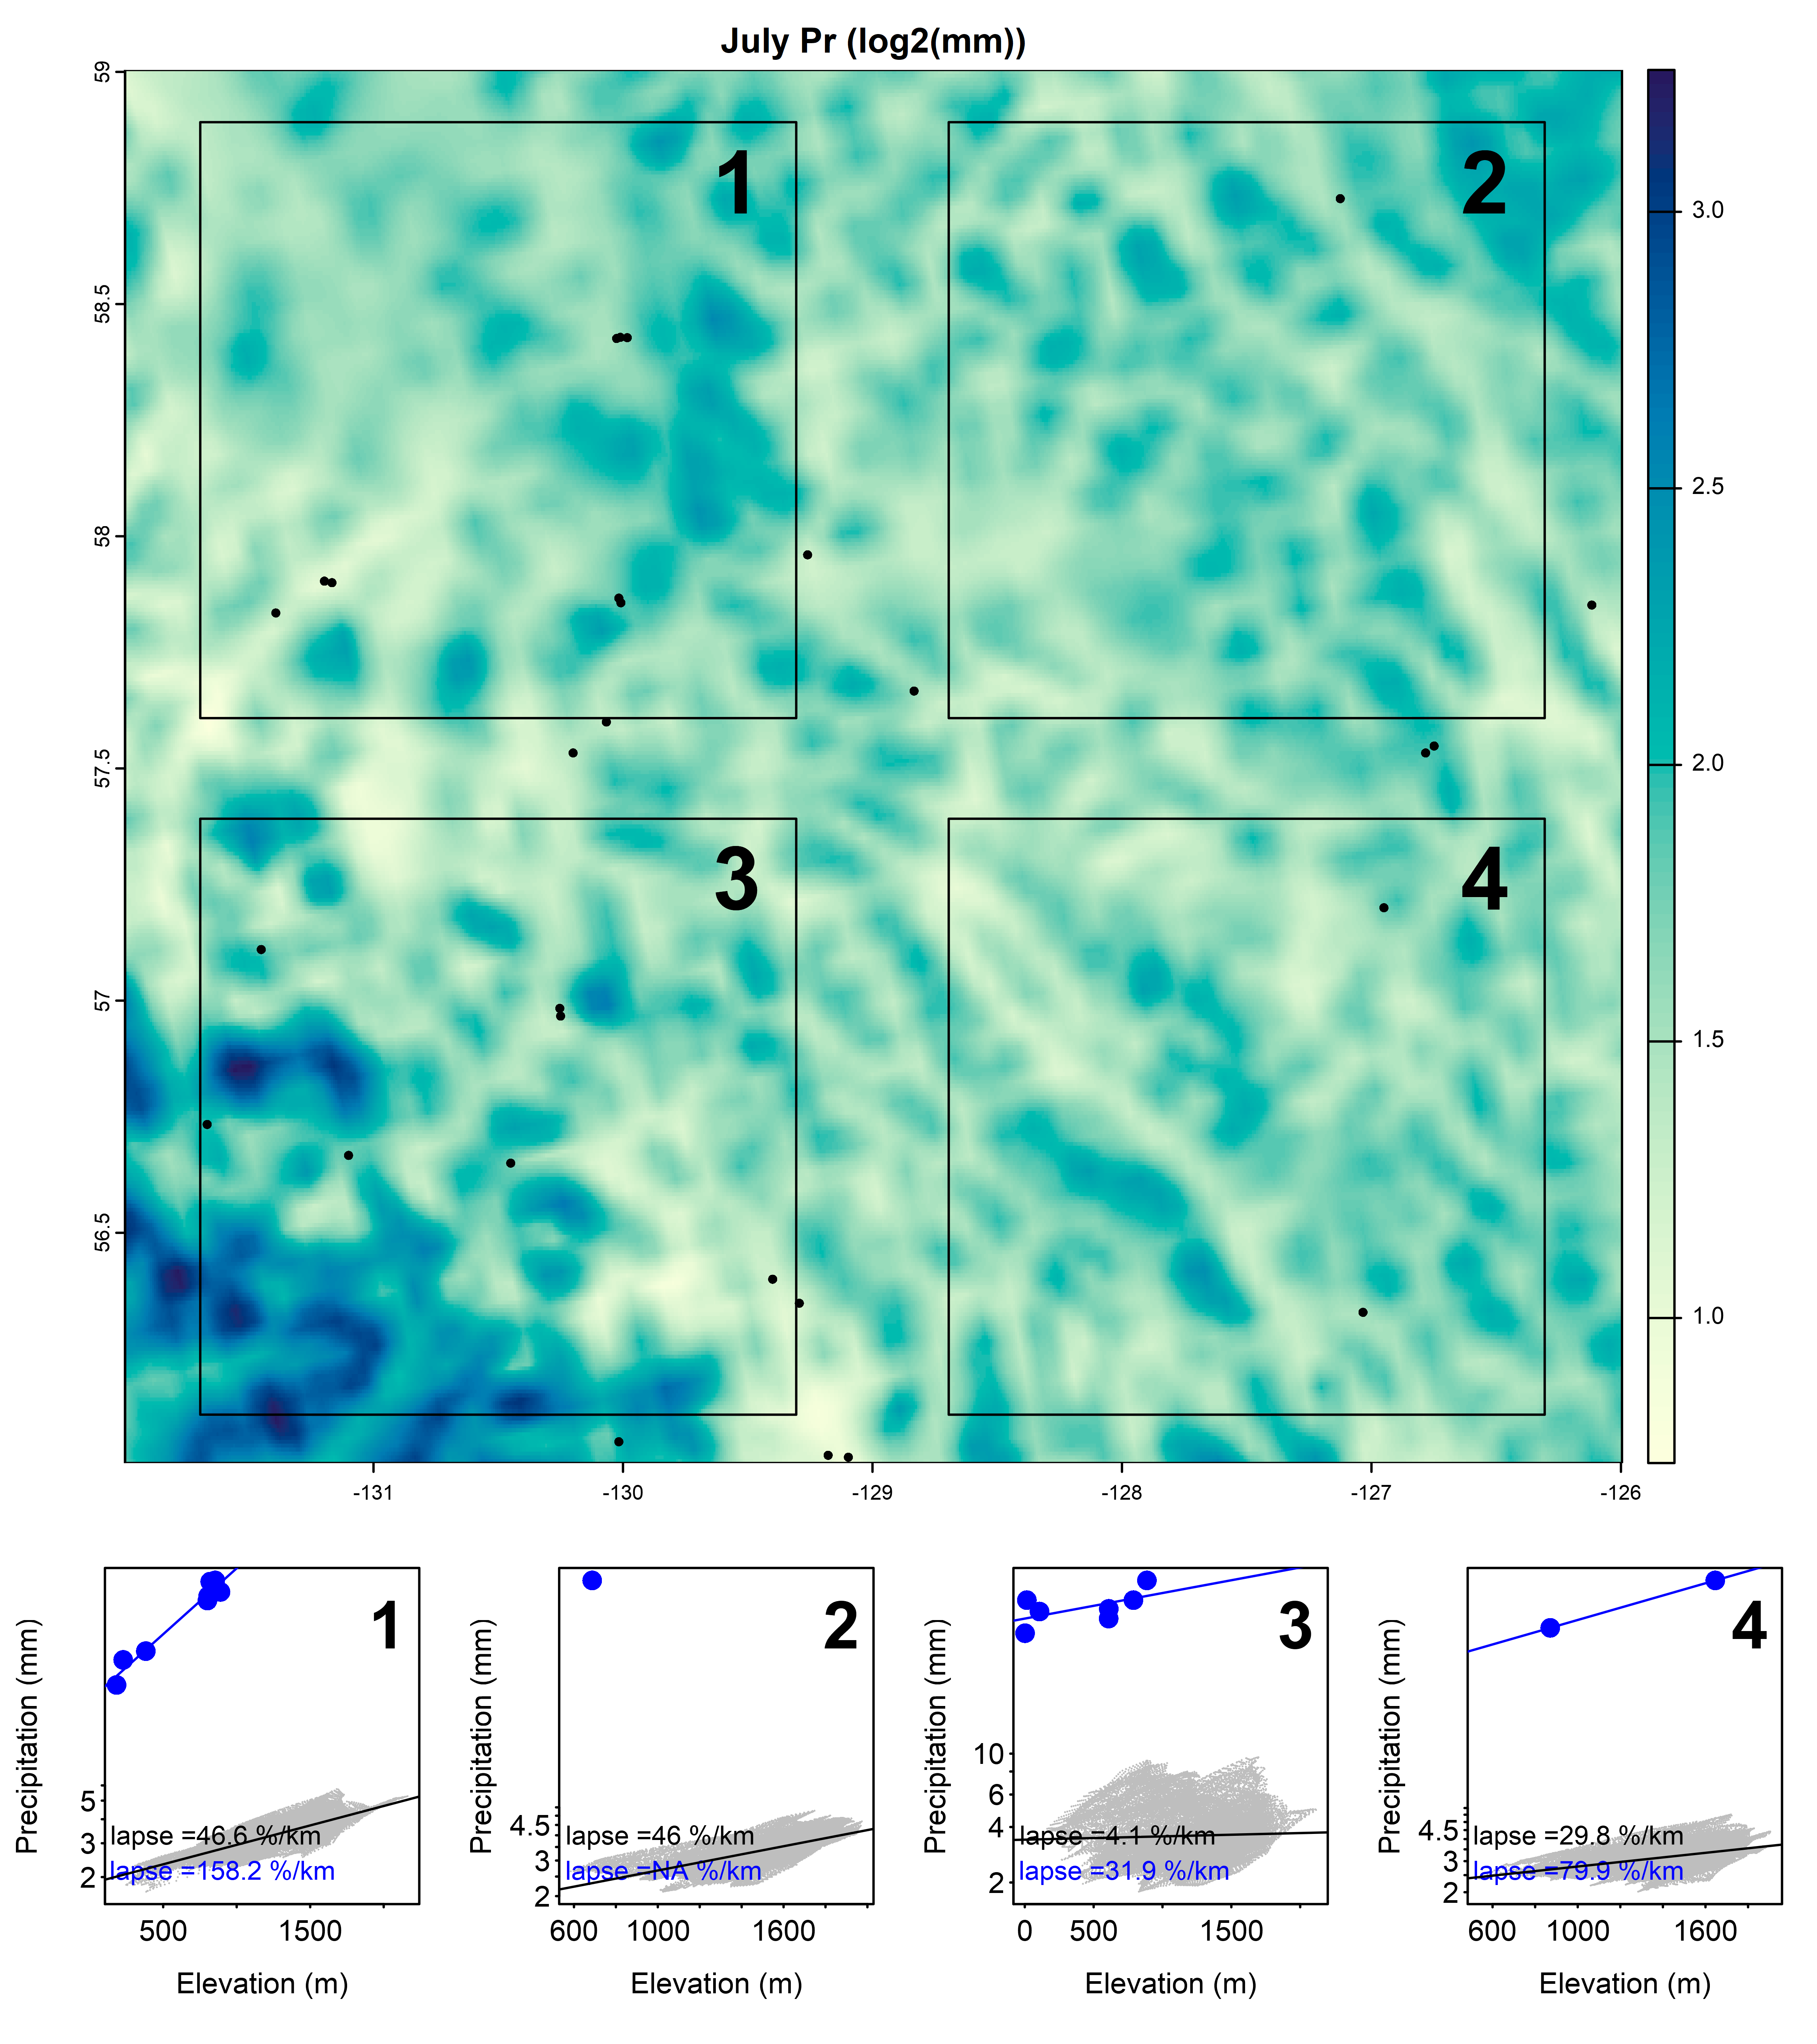 July Pr (log2(mm))
59
58.5
58
57.5
57
56.5
1
2
3
4
3.0
2.5
2.0
1.5
1.0
-131
-130
-129
-128
-127
-126
Precipitation (mm)
5
5
3
2
1
lapse =46.6 %/km
lapse =158.2 %/km
500
1500
Elevation (m)
Precipitation (mm)
4.5
3
2
2
lapse =46 %/km
lapse =NA %/km
600
1000
1600
Elevation (m)
Precipitation (mm)
10
6
4
2
3
lapse =4.1 %/km
lapse =31.9 %/km
0
500
1500
Elevation (m)
Precipitation (mm)
4.5
3
2
4
lapse =29.8 %/km
lapse =79.9 %/km
600
1000
1600
Elevation (m)